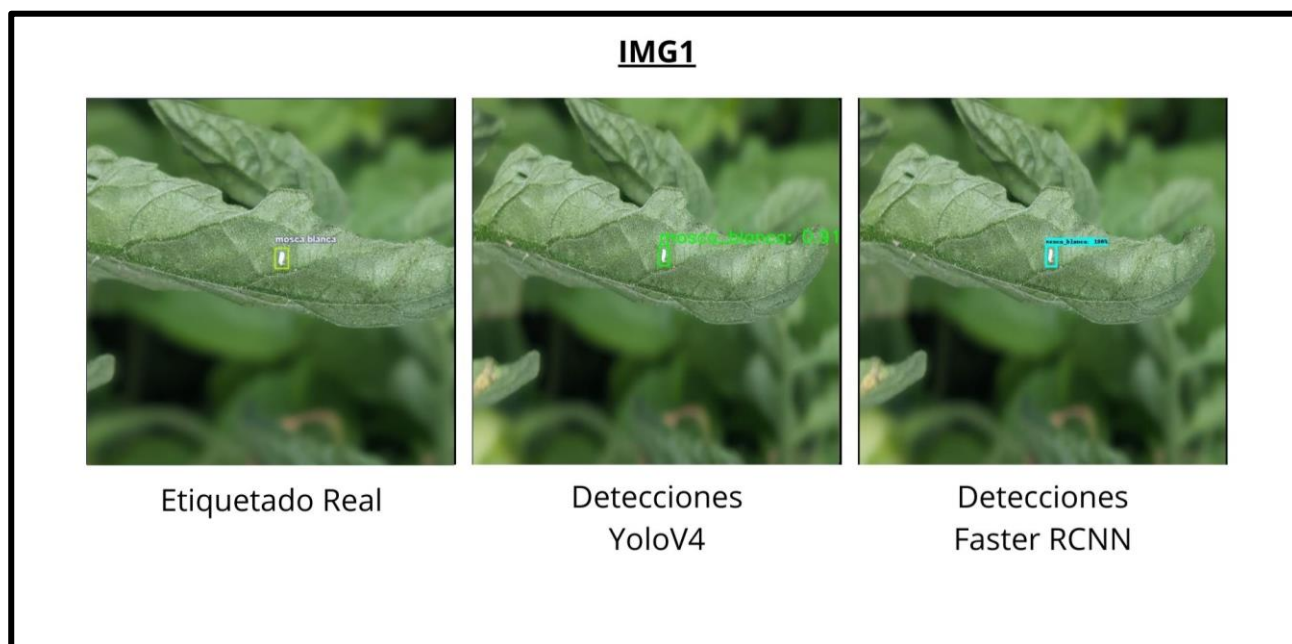 IMG1
mosca blanca
mosca_blanca: 0.91
mosca_blanca: 100%
Etiquetado Real
Detecciones
YoloV4
Detecciones
Faster RCNN